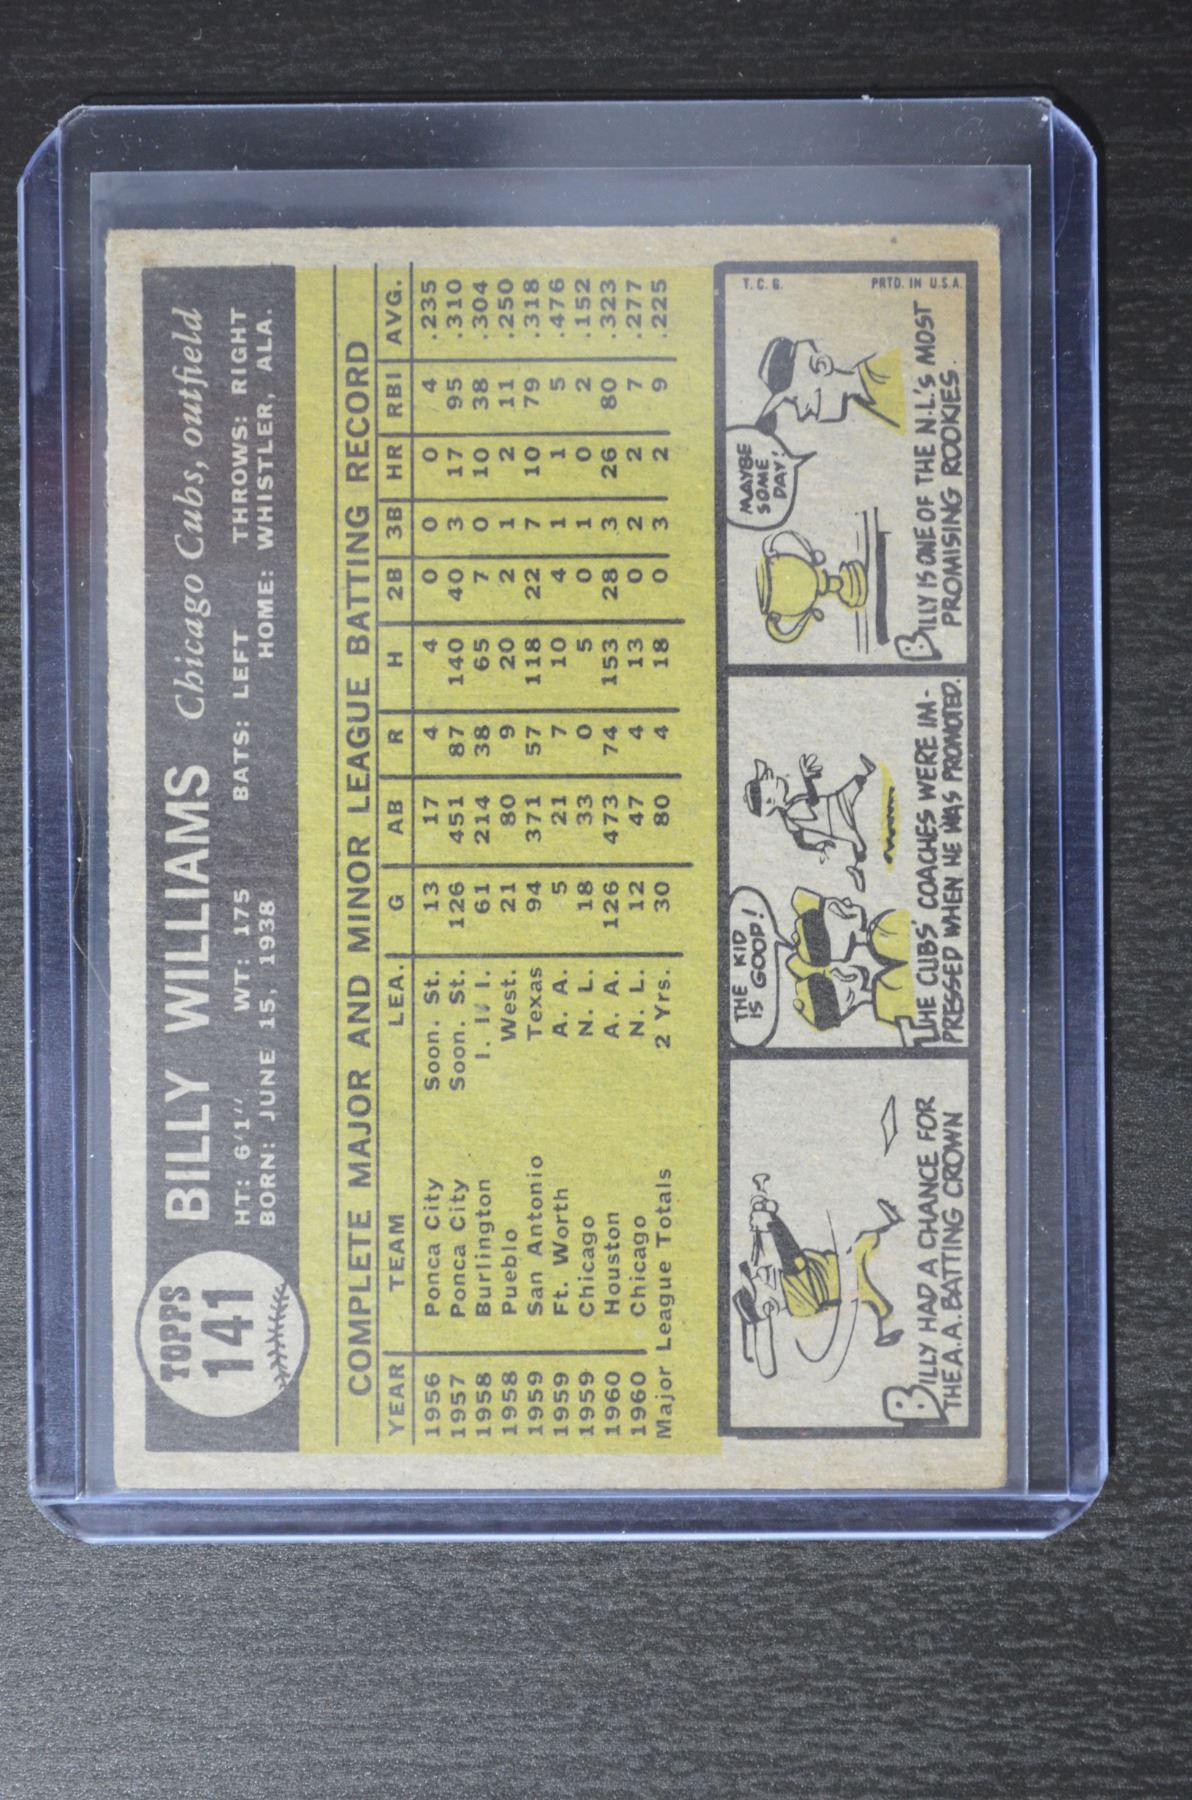 TOPPS
141
BILLY WILLIAMS Chicago Cubs, outfield
HT: 6'1" WT: 175 BATS: LEFT THROWS: RIGHT
BORN: JUNE 15, 1938 HOME: WHISTLER, ALA.
COMPLETE MAJOR AND MINOR LEAGUE BATTING RECORD
YEAR TEAM LEA. G AB R H 2B 3B HR RBI AVG.
1956 Ponca City Soon. St. 13 17 4 4 0 0 0 4 .235
1957 Ponca City Soon. St. 126 451 87 140 40 3 17 95 .310
1958 Burlington I. I. I. 61 214 38 65 7 0 10 38 .304
1958 Pueblo West. 21 80 9 20 2 1 2 11 .250
1959 San Antonio Texas 94 371 57 118 22 7 10 79 .318
1959 Ft. Worth A. A. 5 21 7 10 4 1 1 5 .476
1959 Chicago N. L. 18 33 0 5 0 1 0 2 .152
1960 Houston A. A. 126 473 74 153 28 3 26 80 .323
1960 Chicago N. L. 12 47 4 13 0 2 2 7 .277
Major League Totals 2 Yrs. 30 80 4 18 0 3 2 9 .225
BILLY HAD A CHANCE FOR
THE A.A. BATTING CROWN
THE KID
IS GOOD!
THE CUBS' COACHES WERE IM-
PRESSED WHEN HE WAS PROMOTED.
MAYBE
SOME
DAY!
BILLY IS ONE OF THE N.L.'S MOST
PROMISING ROOKIES.
T.C.G. PRTD. IN U.S.A.